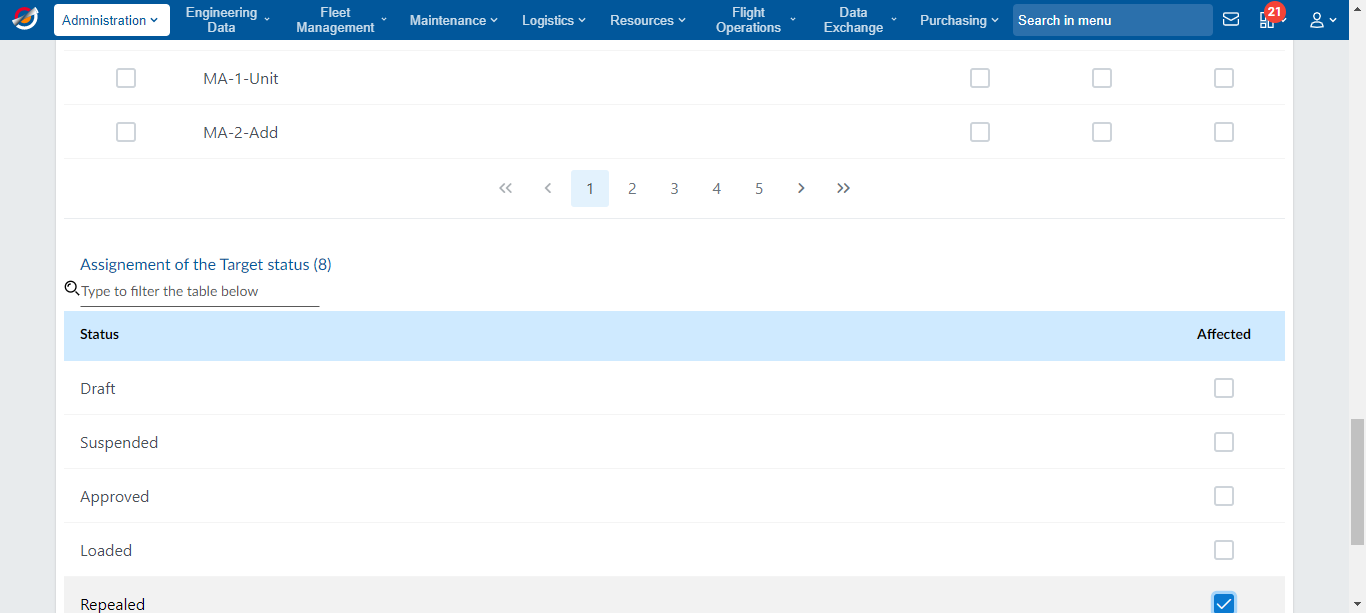 Administration
Engineering Data
Fleet Management
Maintenance
Logistics
Resources
Flight Operations
Data Exchange
Purchasing
Search in menu
21
MA-1-Unit
MA-2-Add
1 2 3 4 5
Assignement of the Target status (8)
Type to filter the table below
Status Affected
Draft
Suspended
Approved
Loaded
Repealed